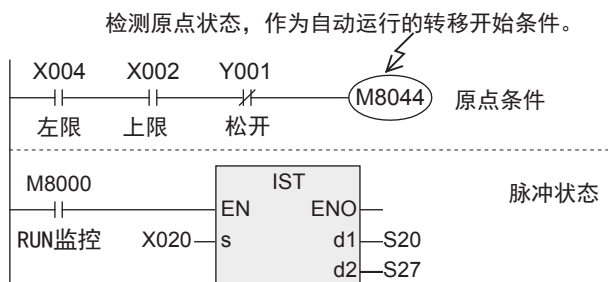 检测原点状态，作为自动运行的转移开始条件。
X004 X002 Y001
M8044 原点条件
左限 上限 松开
M8000 IST 脉冲状态
EN ENO
RUN监控 X020 s d1 S20
d2 S27